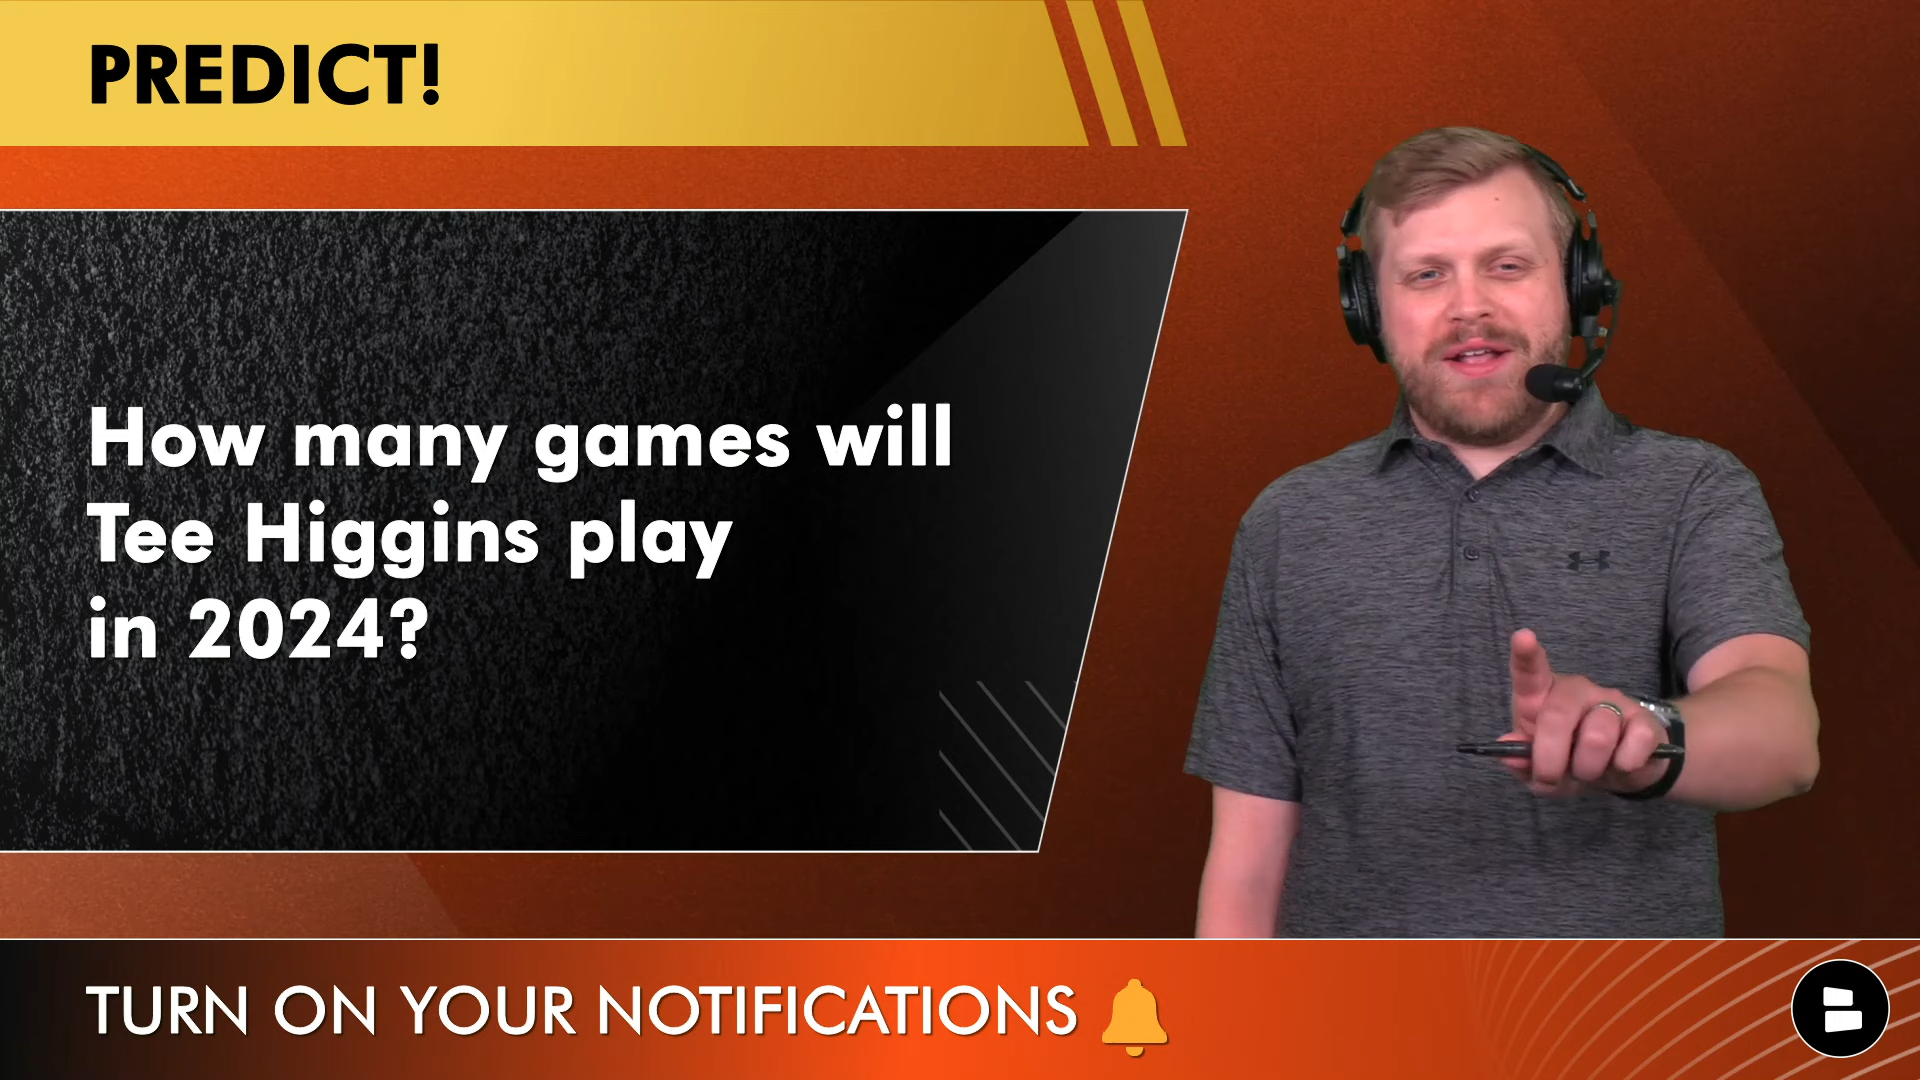 PREDICT!
How many games will
Tee Higgins play
in 2024?
TURN ON YOUR NOTIFICATIONS